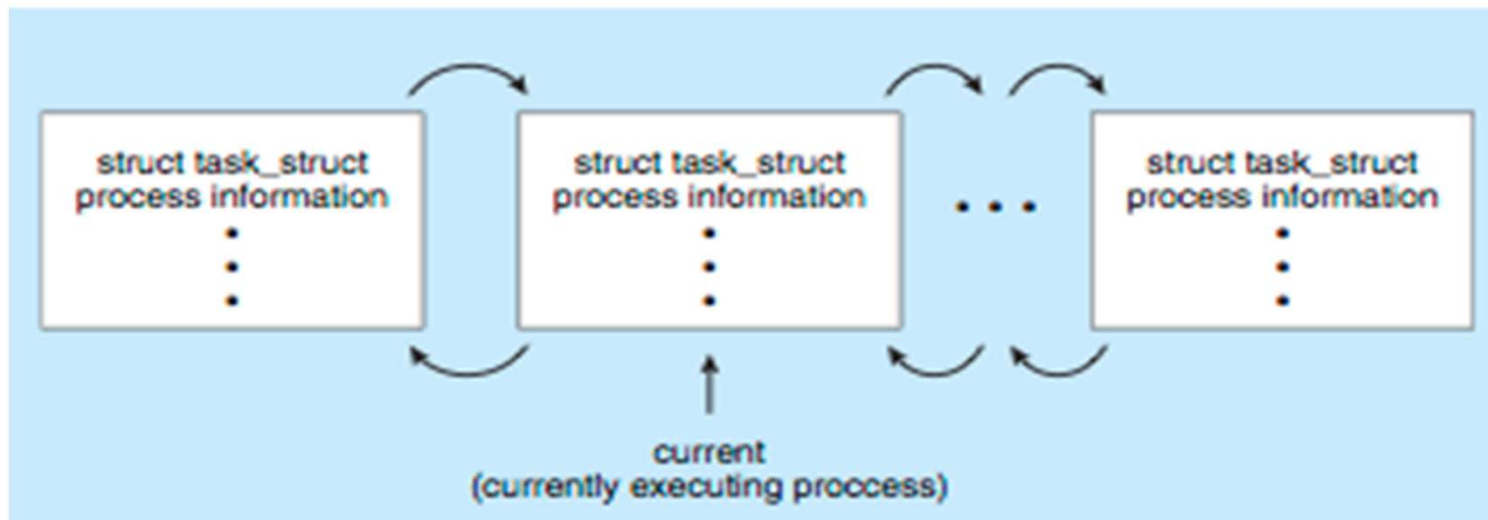 struct task_struct
process information
struct task_struct
process information
struct task_struct
process information
current
(currently executing proccess)